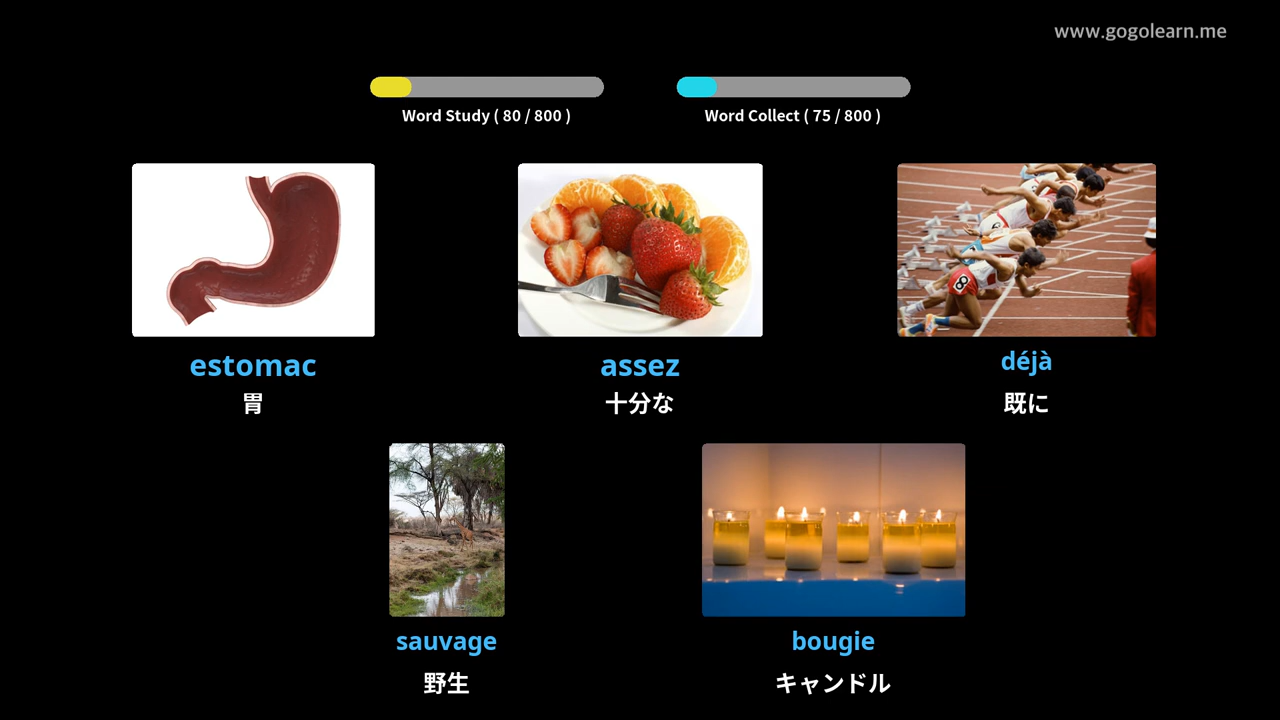 www.gogolearn.me
Word Study ( 80 / 800 )
Word Collect ( 75 / 800 )
estomac
胃
assez
十分な
déjà
既に
sauvage
野生
bougie
キャンドル